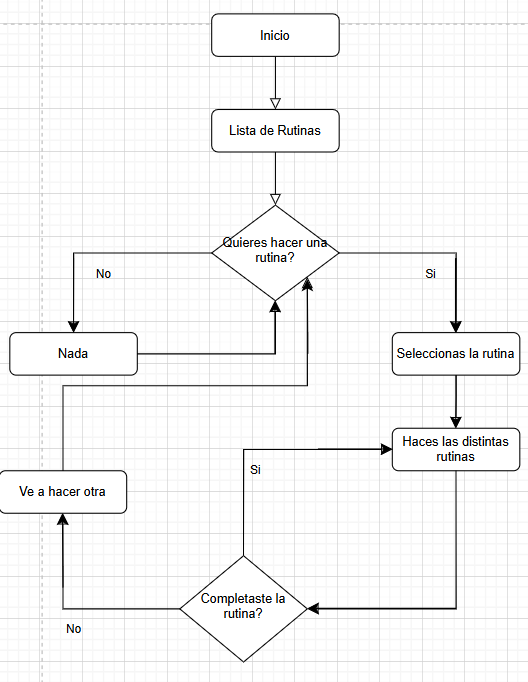 Inicio
Lista de Rutinas
Quieres hacer una
rutina?
No
Si
Nada
Seleccionas la rutina
Haces las distintas
rutinas
Si
Ve a hacer otra
Completaste la
rutina?
No